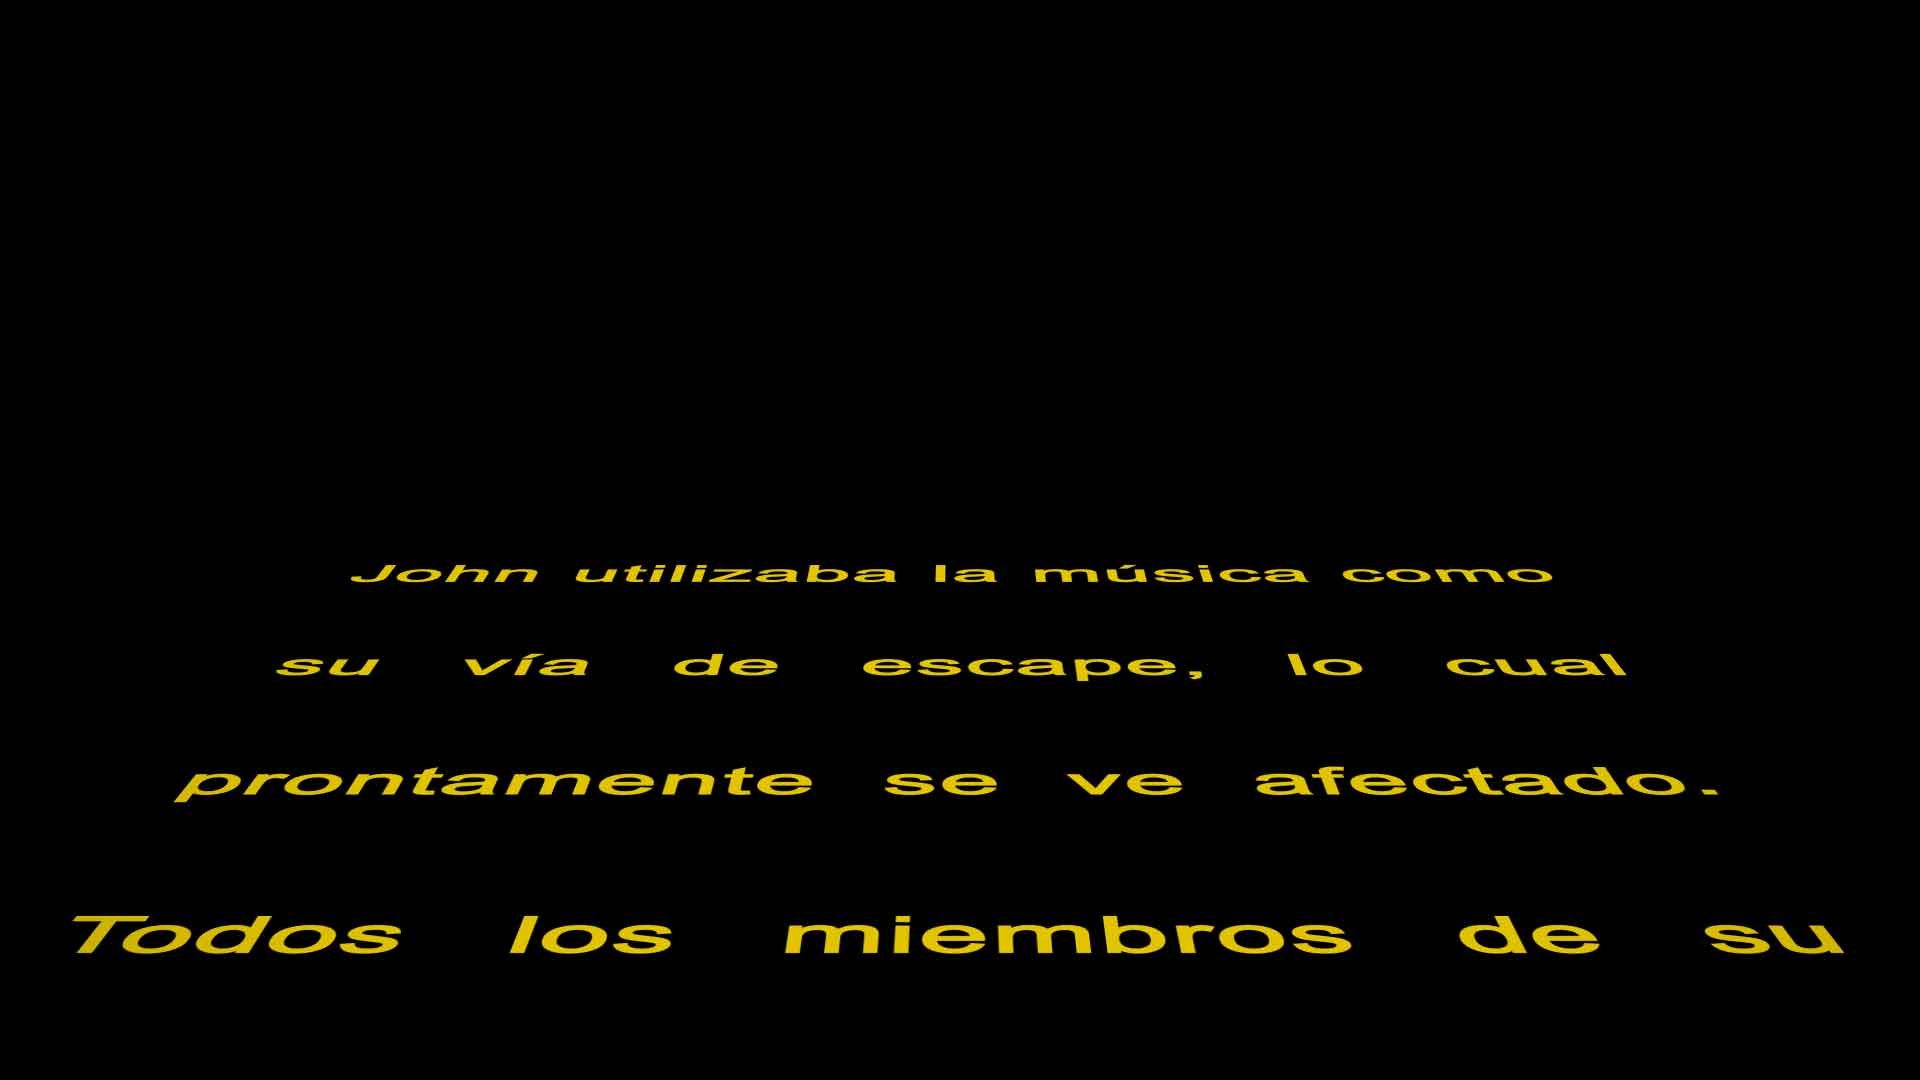 John utilizaba la música como
su vía de escape, lo cual
prontamente se ve afectado.
Todos los miembros de su